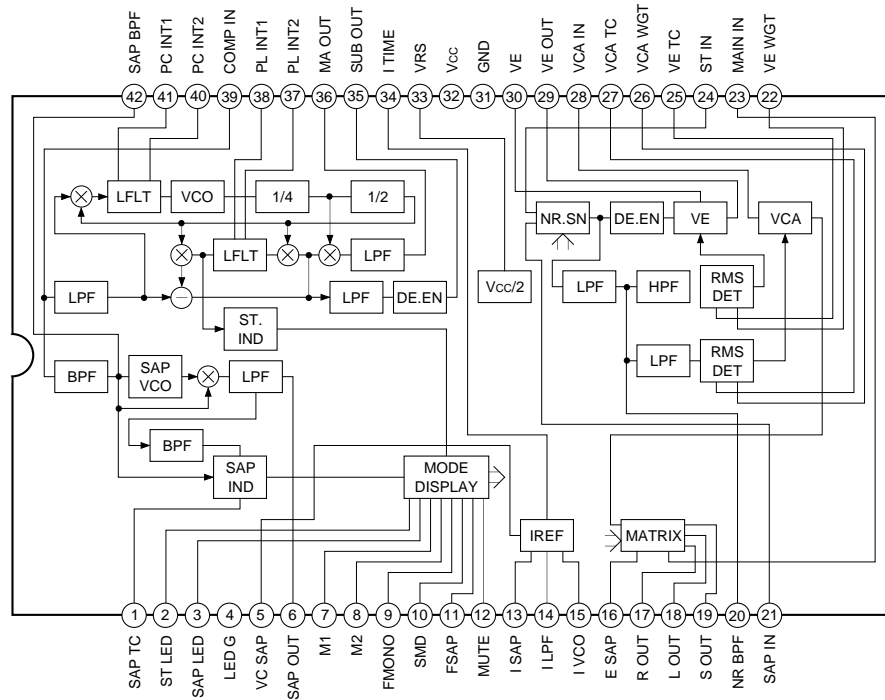 SAP BPF
PC INT1
PC INT2
COMP IN
PL INT1
PL INT2
MA OUT
SUB OUT
I TIME
VRS
Vcc
GND
VE
VE OUT
VCA IN
VCA TC
VCA WGT
VE TC
ST IN
MAIN IN
VE WGT
42
41
40
39
38
37
36
35
34
33
32
31
30
29
28
27
26
25
24
23
22
LFLT
VCO
1/4
1/2
NR.SN
DE.EN
VE
VCA
LFLT
LPF
LPF
LPF
DE.EN
Vcc/2
LPF
HPF
RMS
DET
ST.
IND
LPF
RMS
DET
BPF
SAP
VCO
LPF
BPF
SAP
IND
MODE
DISPLAY
IREF
MATRIX
1
2
3
4
5
6
7
8
9
10
11
12
13
14
15
16
17
18
19
20
21
SAP TC
ST LED
SAP LED
LED G
VC SAP
SAP OUT
M1
M2
FMONO
SMD
FSAP
MUTE
I SAP
I LPF
I VCO
E SAP
R OUT
L OUT
S OUT
NR BPF
SAP IN